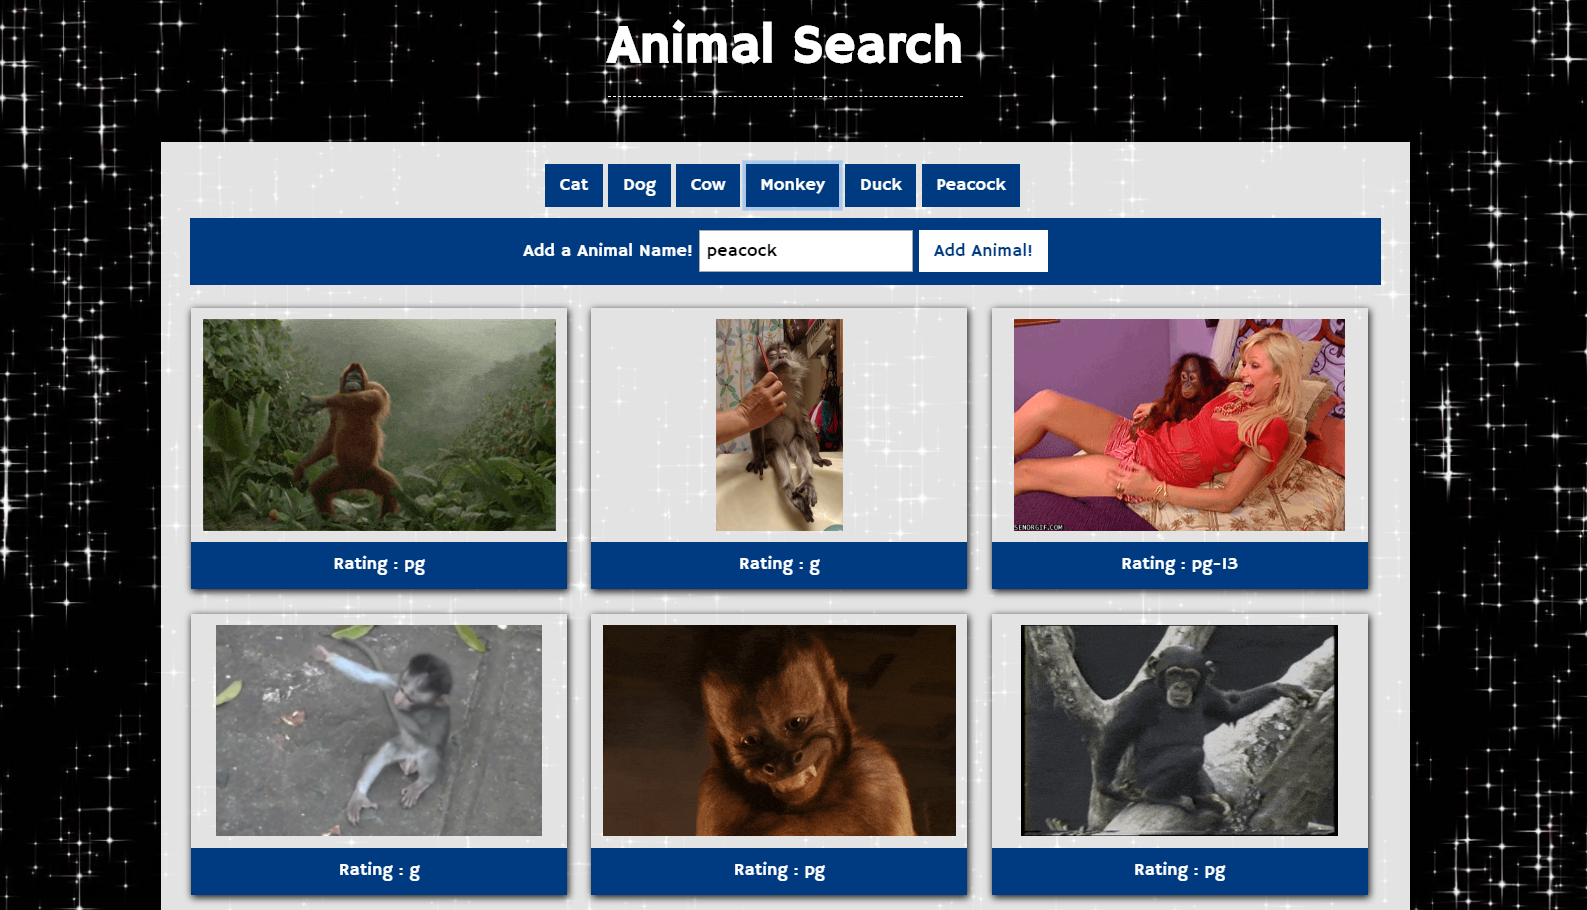 Animal Search
Cat Dog Cow Monkey Duck Peacock
Add a Animal Name! peacock Add Animal!
SENORGIF.COM
Rating : pg Rating : g Rating : pg-13
Rating : g Rating : pg Rating : pg